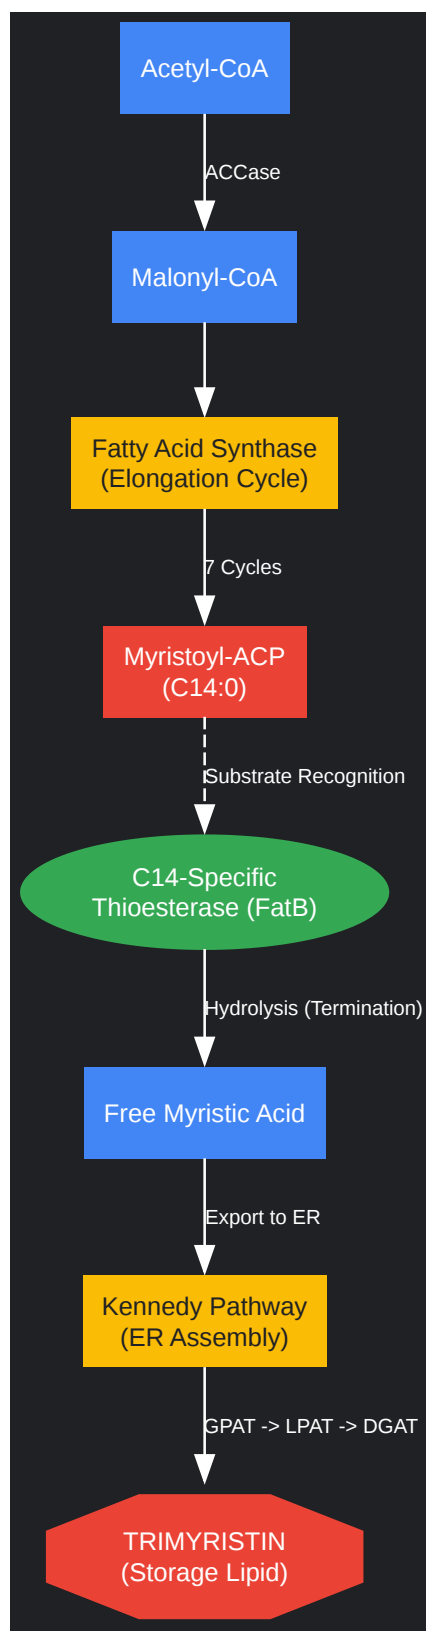 Acetyl-CoA
ACCase
Malonyl-CoA
Fatty Acid Synthase
(Elongation Cycle)
7 Cycles
Myristoyl-ACP
(C14:0)
Substrate Recognition
C14-Specific
Thioesterase (FatB)
Hydrolysis (Termination)
Free Myristic Acid
Export to ER
Kennedy Pathway
(ER Assembly)
GPAT -> LPAT -> DGAT
TRIMYRISTIN
(Storage Lipid)